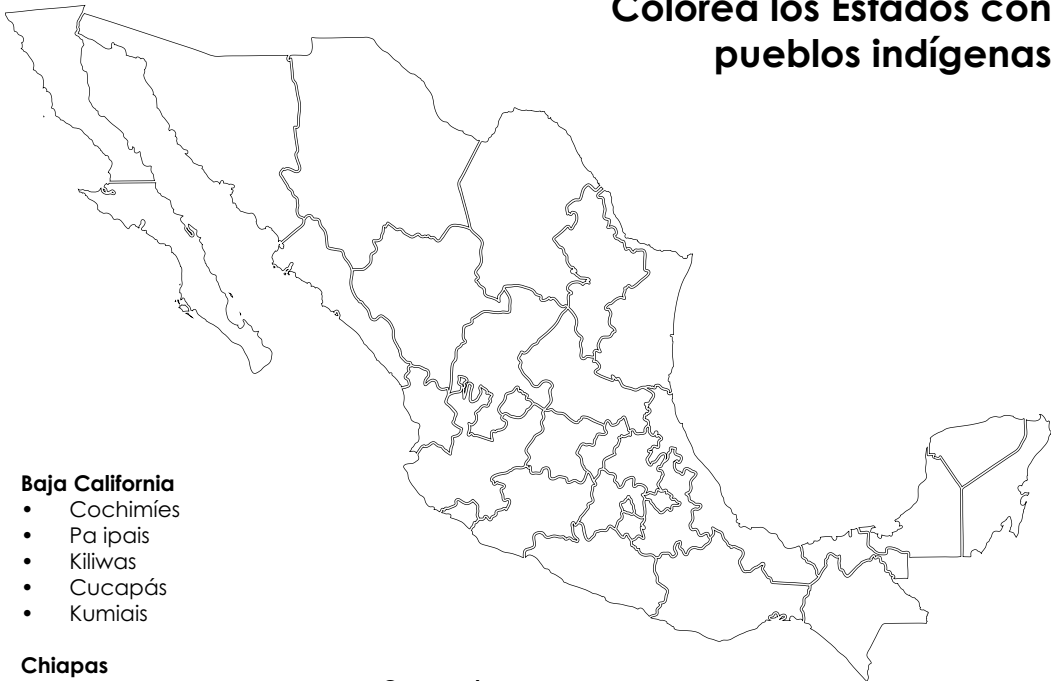 Colorea los Estados con
pueblos indígenas
Baja California
• Cochimíes
• Pa ipais
• Kiliwas
• Cucapás
• Kumiais
Chiapas